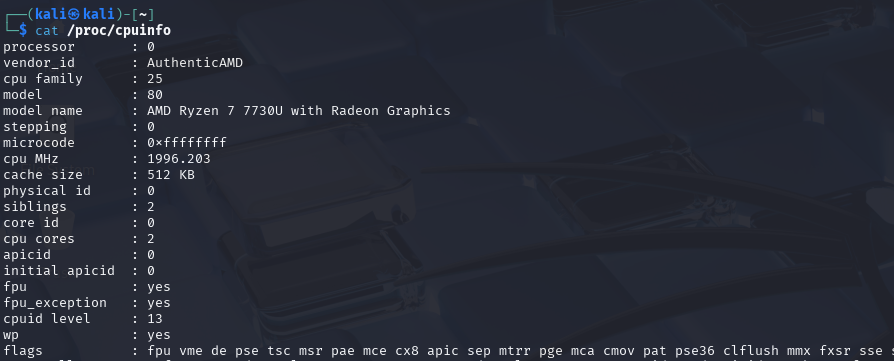 ┌──(kali㉿kali)-[~]
└─$ cat /proc/cpuinfo
processor       : 0
vendor_id       : AuthenticAMD
cpu family      : 25
model           : 80
model name      : AMD Ryzen 7 7730U with Radeon Graphics
stepping        : 0
microcode       : 0×ffffffff
cpu MHz         : 1996.203
cache size      : 512 KB
physical id     : 0
siblings        : 2
core id         : 0
cpu cores       : 2
apicid          : 0
initial apicid  : 0
fpu             : yes
fpu_exception   : yes
cpuid level     : 13
wp              : yes
flags           : fpu vme de pse tsc msr pae mce cx8 apic sep mtrr pge mca cmov pat pse36 clflush mmx fxsr sse